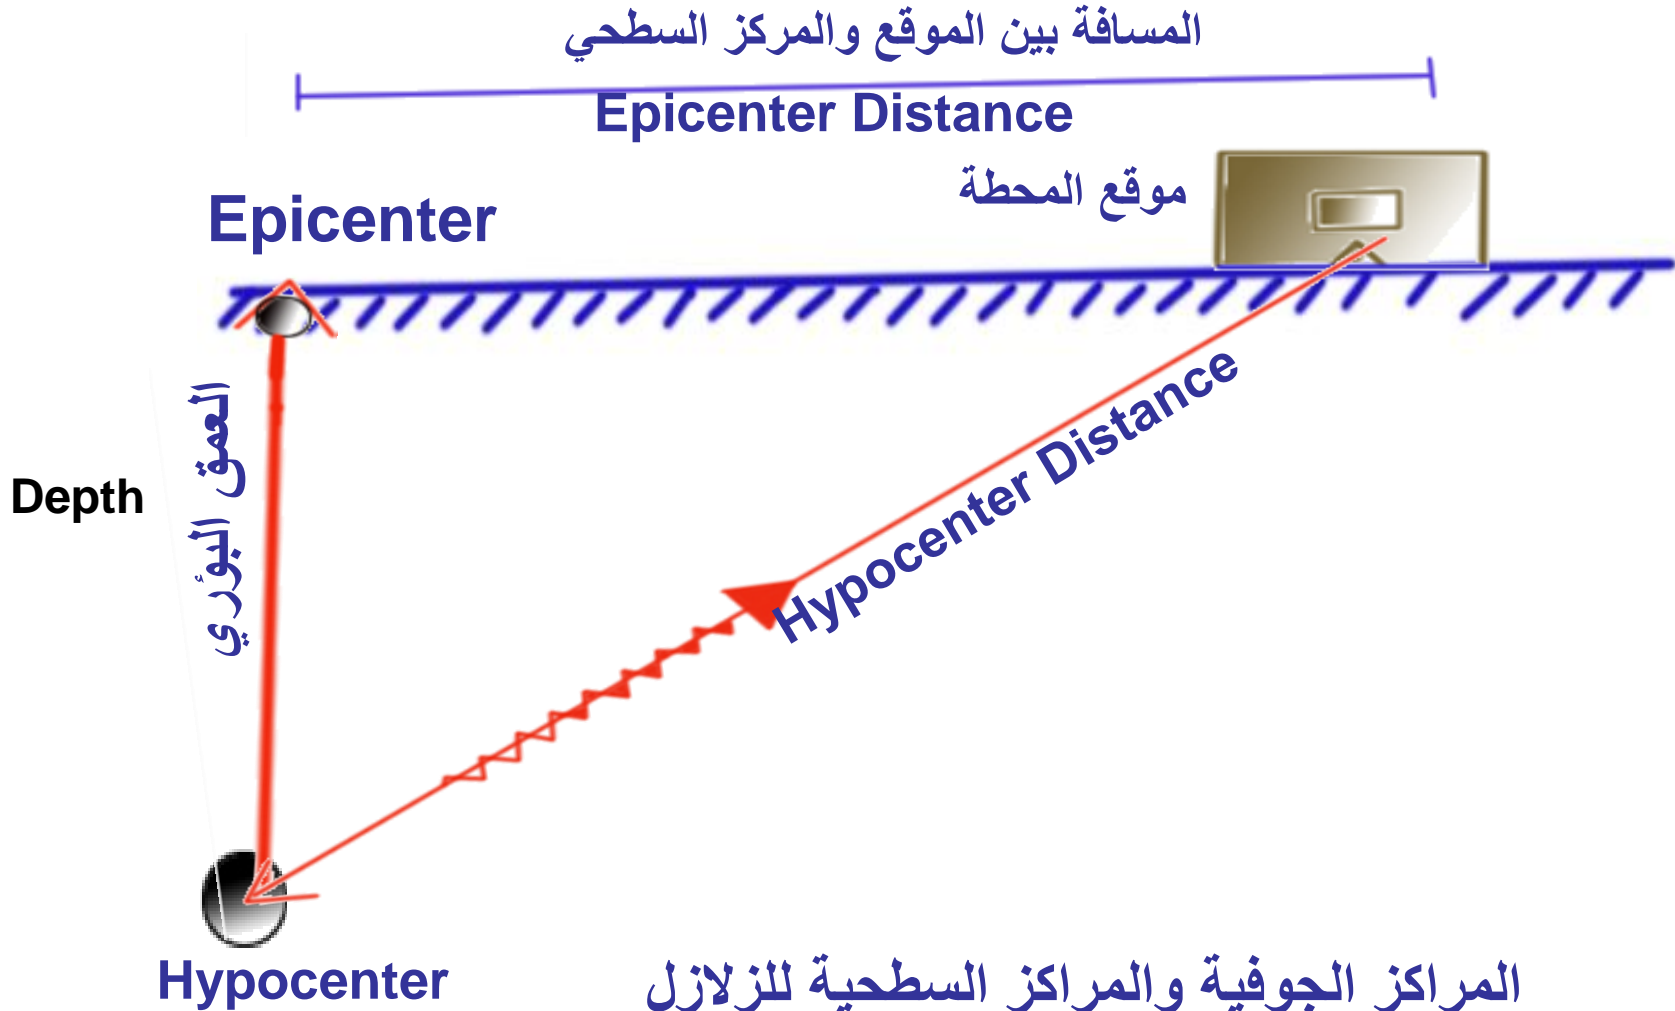 المسافة بين الموقع والمركز السطحي
Epicenter Distance
موقع المحطة
Epicenter
العمق البؤري
Depth
Hypocenter Distance
Hypocenter
المراكز الجوفية والمراكز السطحية للزلازل